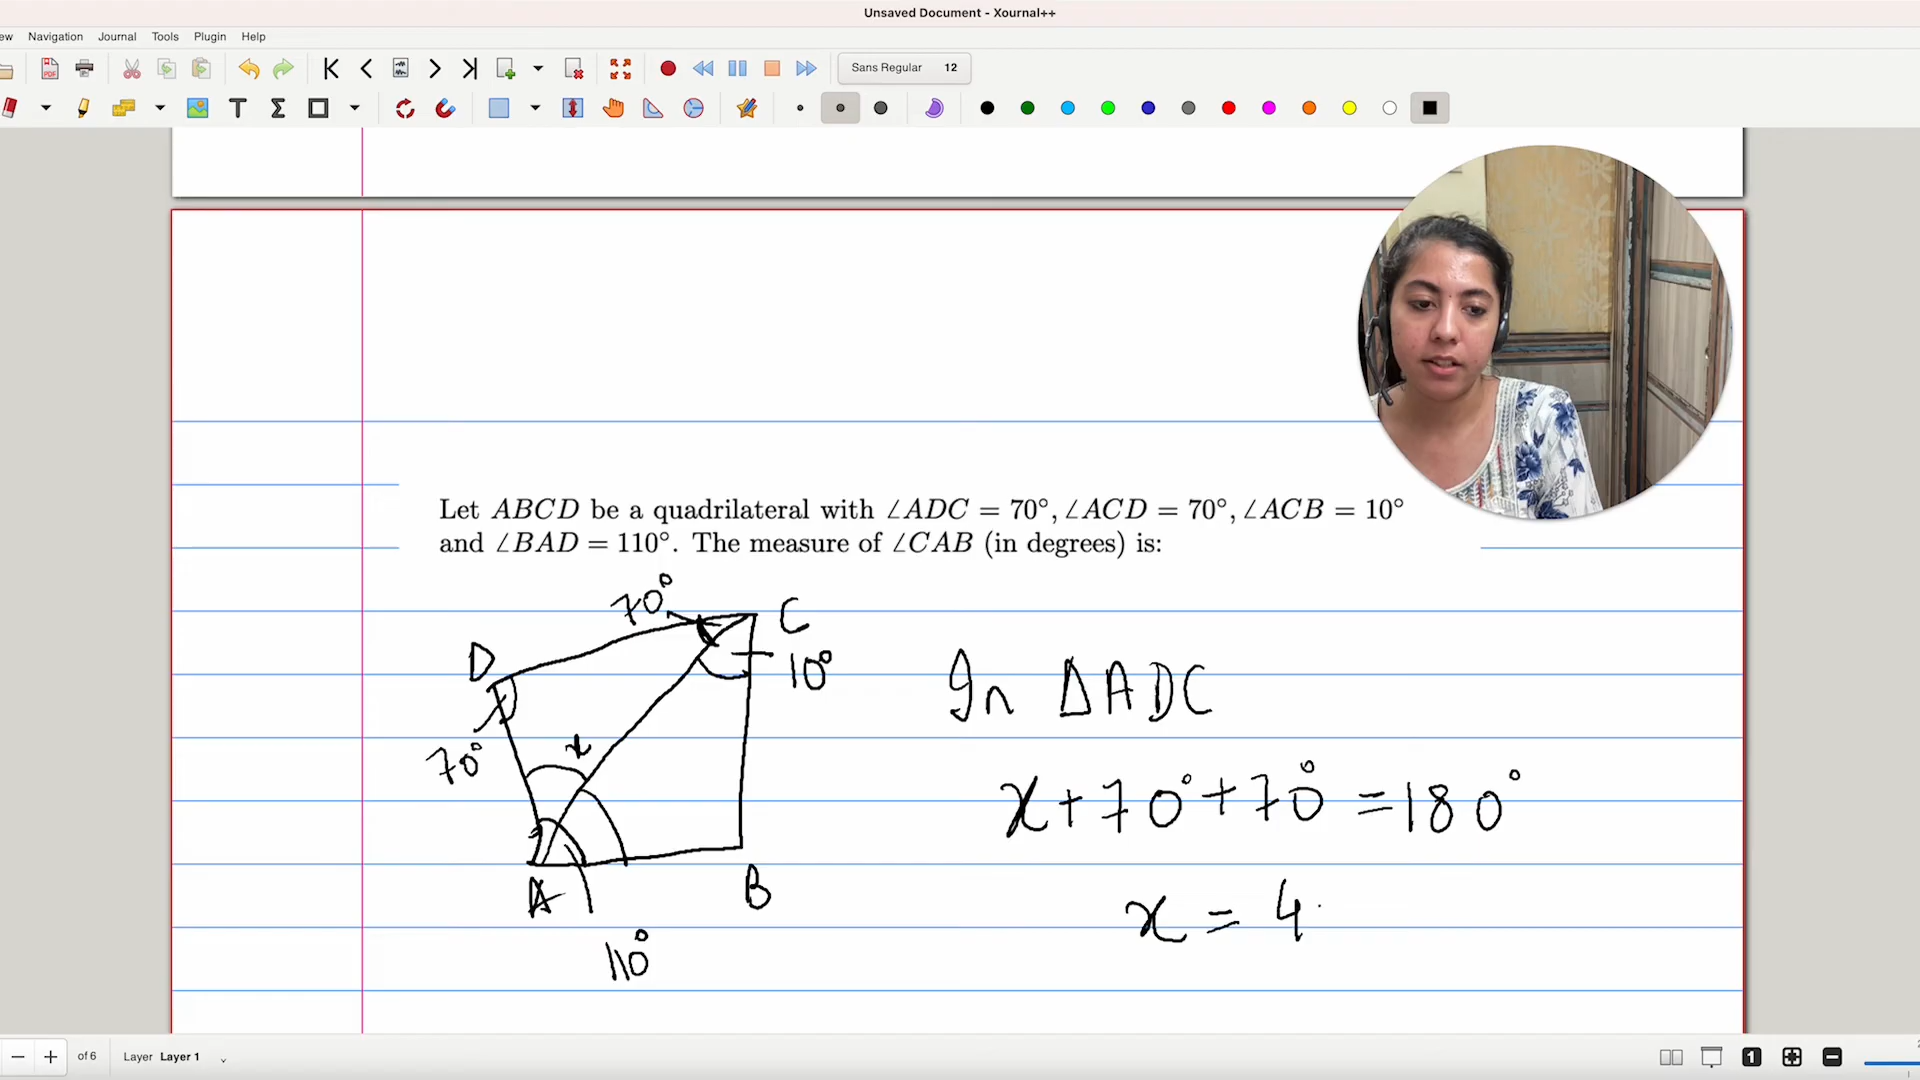 Unsaved Document - Xournal++
ew Navigation Journal Tools Plugin Help
Sans Regular 12
Let ABCD be a quadrilateral with ∠ADC = 70°, ∠ACD = 70°, ∠ACB = 10°
and ∠BAD = 110°. The measure of ∠CAB (in degrees) is:
70°
C
D
10°
In ΔADC
70°
x
x+70°+70°=180°
A
B
x = 4
110°
of 6 Layer Layer 1
1